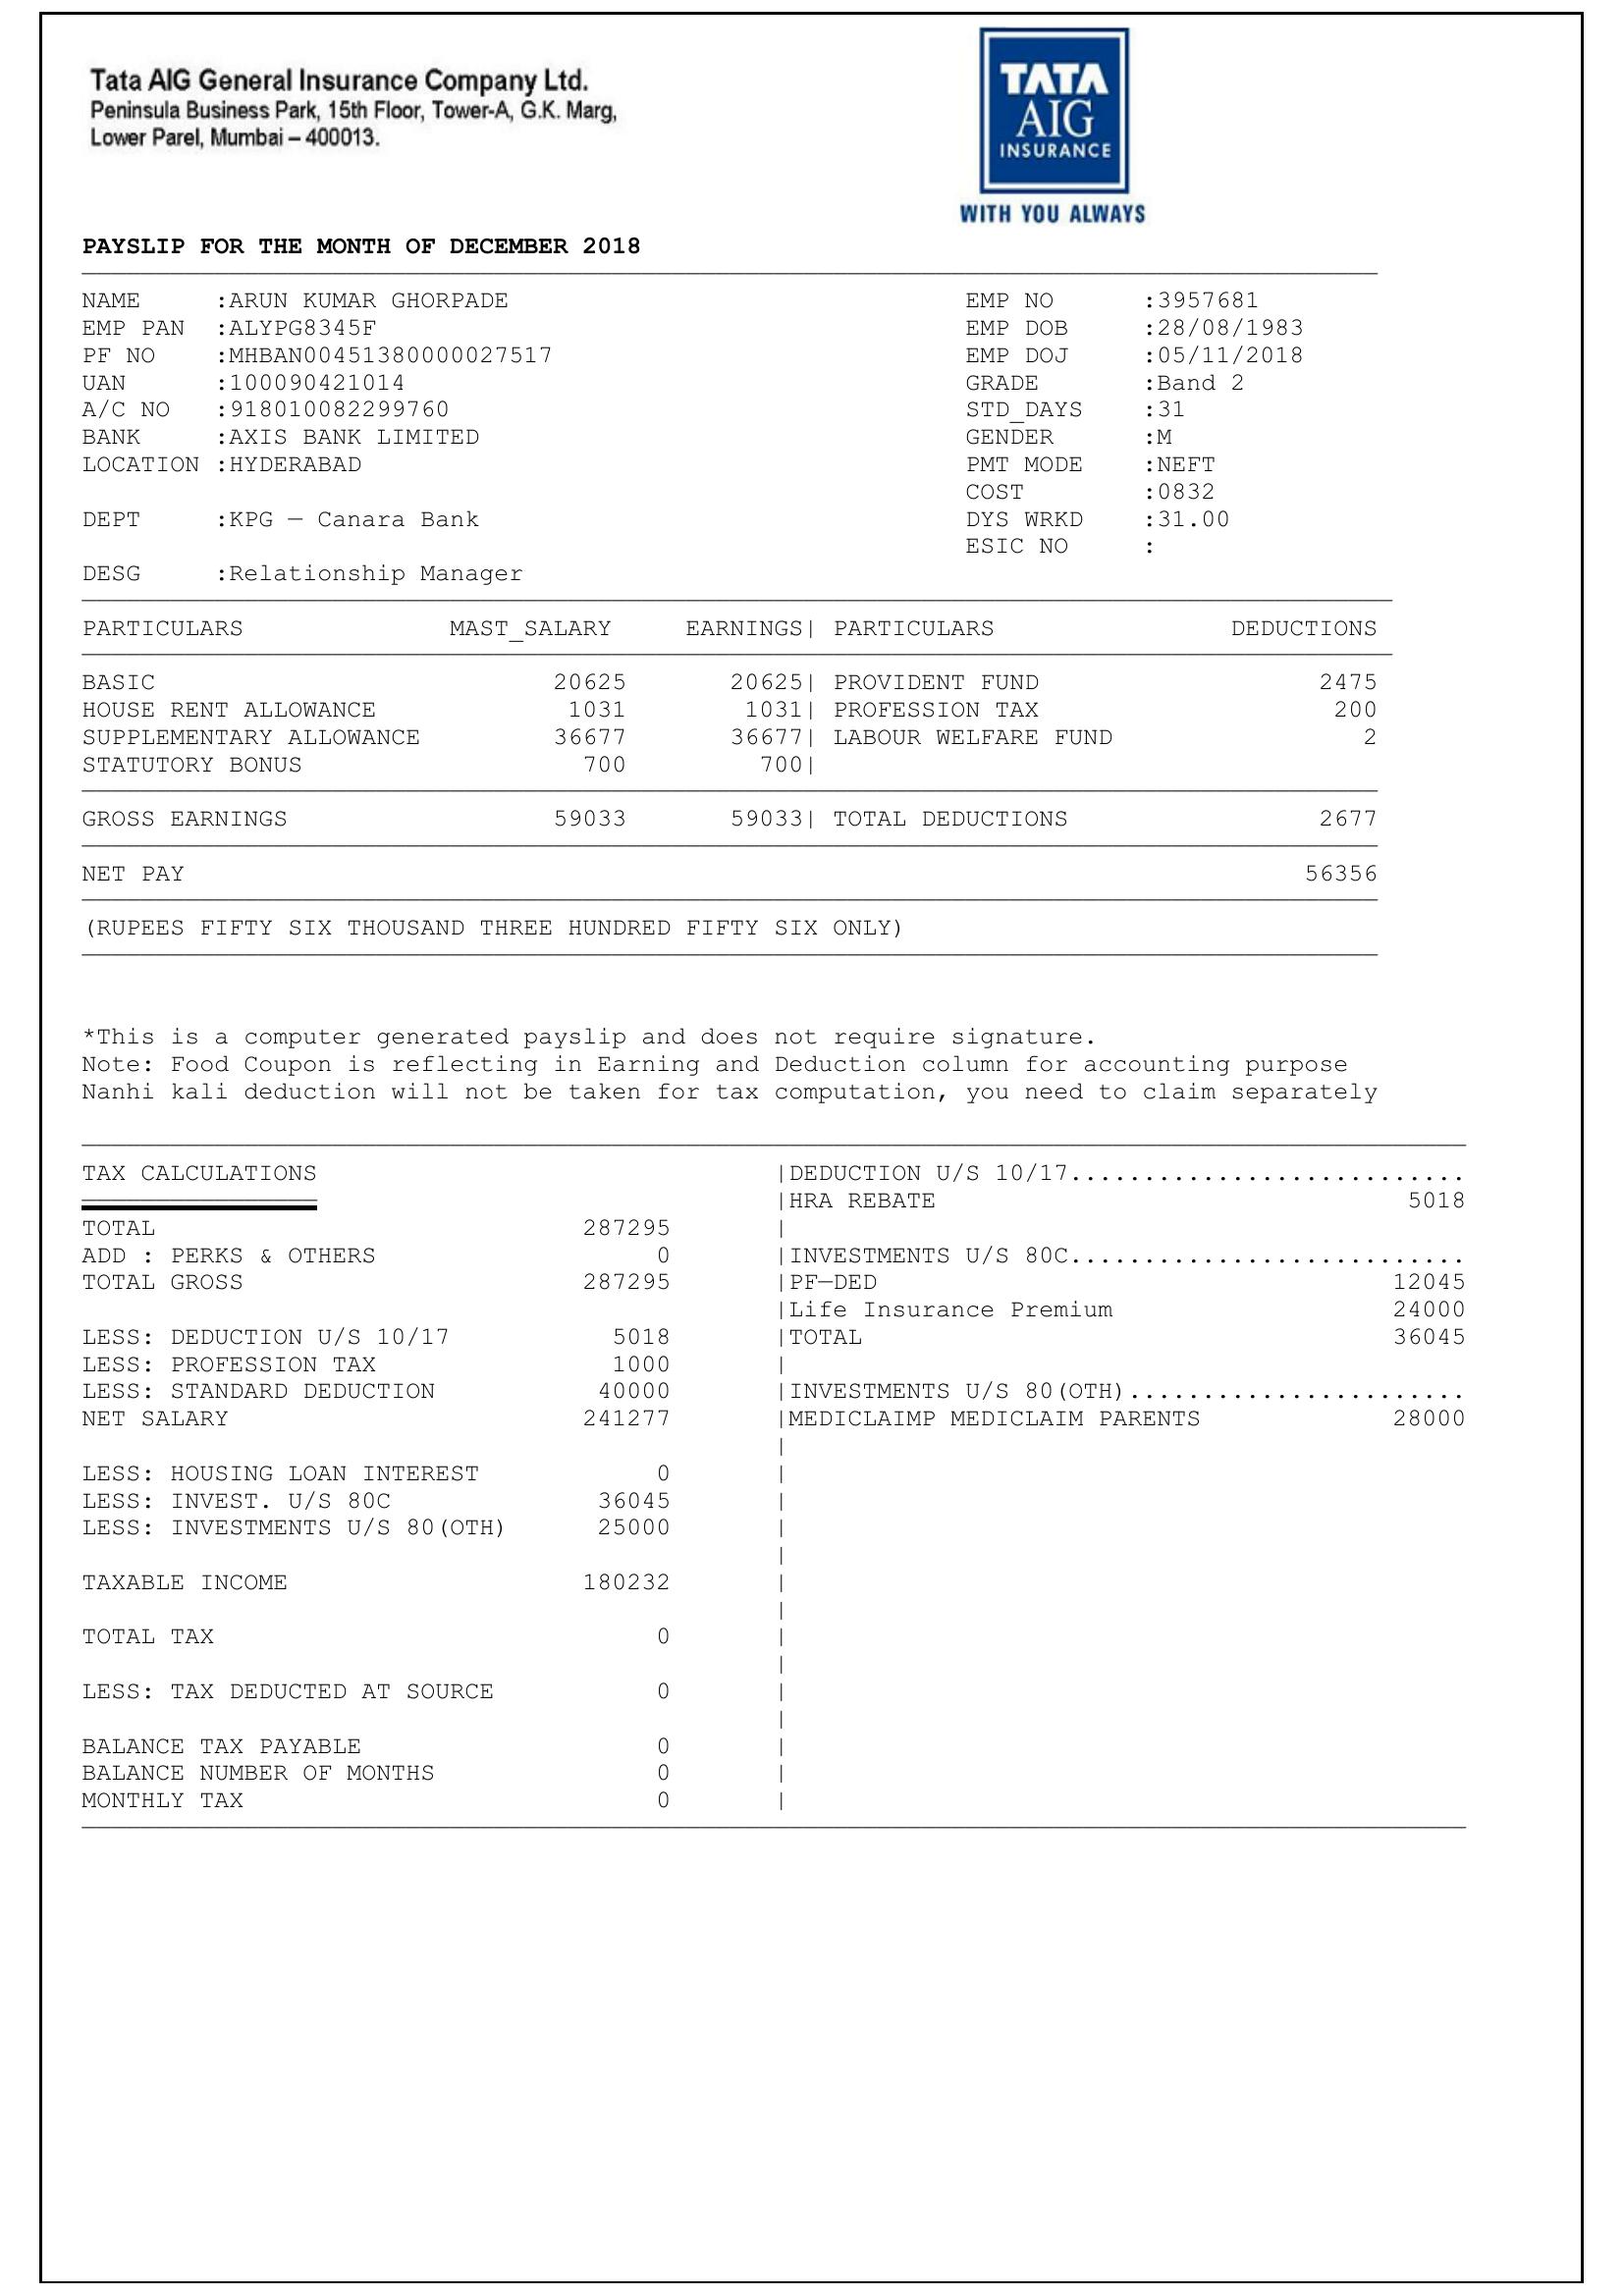 Tata AIG General Insurance Company Ltd.
Peninsula Business Park, 15th Floor, Tower-A, G.K. Marg,
Lower Parel, Mumbai – 400013.
TATA
AIG
INSURANCE
WITH YOU ALWAYS
PAYSLIP FOR THE MONTH OF DECEMBER 2018
NAME :ARUN KUMAR GHORPADE EMP NO :3957681
EMP PAN :ALYPG8345F EMP DOB :28/08/1983
PF NO :MHBAN00451380000027517 EMP DOJ :05/11/2018
UAN :100090421014 GRADE :Band 2
A/C NO :918010082299760 STD_DAYS :31
BANK :AXIS BANK LIMITED GENDER :M
LOCATION :HYDERABAD PMT MODE :NEFT
COST :0832
DEPT :KPG — Canara Bank DYS WRKD :31.00
ESIC NO :
DESG :Relationship Manager
PARTICULARS MAST_SALARY EARNINGS| PARTICULARS DEDUCTIONS
BASIC 20625 20625| PROVIDENT FUND 2475
HOUSE RENT ALLOWANCE 1031 1031| PROFESSION TAX 200
SUPPLEMENTARY ALLOWANCE 36677 36677| LABOUR WELFARE FUND 2
STATUTORY BONUS 700 700|
GROSS EARNINGS 59033 59033| TOTAL DEDUCTIONS 2677
NET PAY 56356
(RUPEES FIFTY SIX THOUSAND THREE HUNDRED FIFTY SIX ONLY)
*This is a computer generated payslip and does not require signature.
Note: Food Coupon is reflecting in Earning and Deduction column for accounting purpose
Nanhi kali deduction will not be taken for tax computation, you need to claim separately
TAX CALCULATIONS |DEDUCTION U/S 10/17...........................
|HRA REBATE 5018
TOTAL 287295 |
ADD : PERKS & OTHERS 0 |INVESTMENTS U/S 80C...........................
TOTAL GROSS 287295 |PF—DED 12045
|Life Insurance Premium 24000
LESS: DEDUCTION U/S 10/17 5018 |TOTAL 36045
LESS: PROFESSION TAX 1000 |
LESS: STANDARD DEDUCTION 40000 |INVESTMENTS U/S 80(OTH).......................
NET SALARY 241277 |MEDICLAIMP MEDICLAIM PARENTS 28000
|
LESS: HOUSING LOAN INTEREST 0 |
LESS: INVEST. U/S 80C 36045 |
LESS: INVESTMENTS U/S 80(OTH) 25000 |
|
TAXABLE INCOME 180232 |
|
TOTAL TAX 0 |
|
LESS: TAX DEDUCTED AT SOURCE 0 |
|
BALANCE TAX PAYABLE 0 |
BALANCE NUMBER OF MONTHS 0 |
MONTHLY TAX 0 |